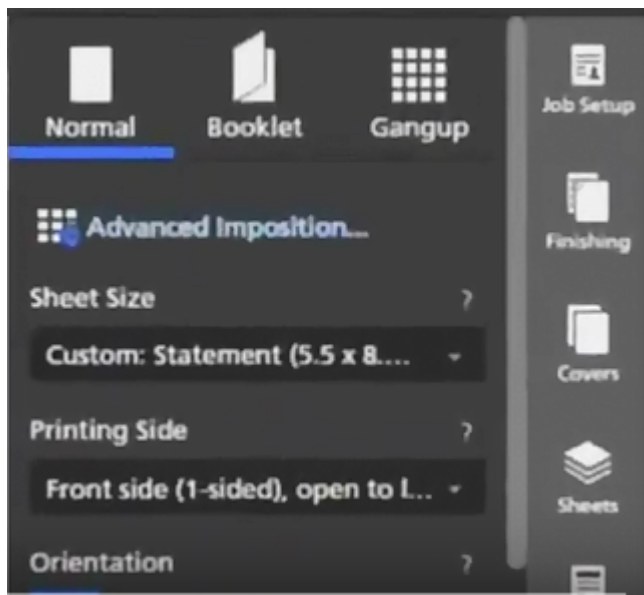 Normal
Booklet
Gangup
Advanced Imposition...
Sheet Size
?
Custom: Statement (5.5 x 8....
Printing Side
?
Front side (1-sided), open to l...
Orientation
?
Job Setup
Finishing
Covers
Sheets